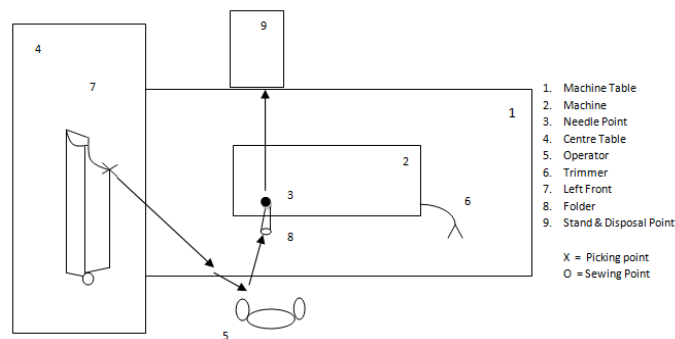 9
4
7
1
2
3
6
8
5
1. Machine Table
2. Machine
3. Needle Point
4. Centre Table
5. Operator
6. Trimmer
7. Left Front
8. Folder
9. Stand & Disposal Point
X = Picking point
O = Sewing Point